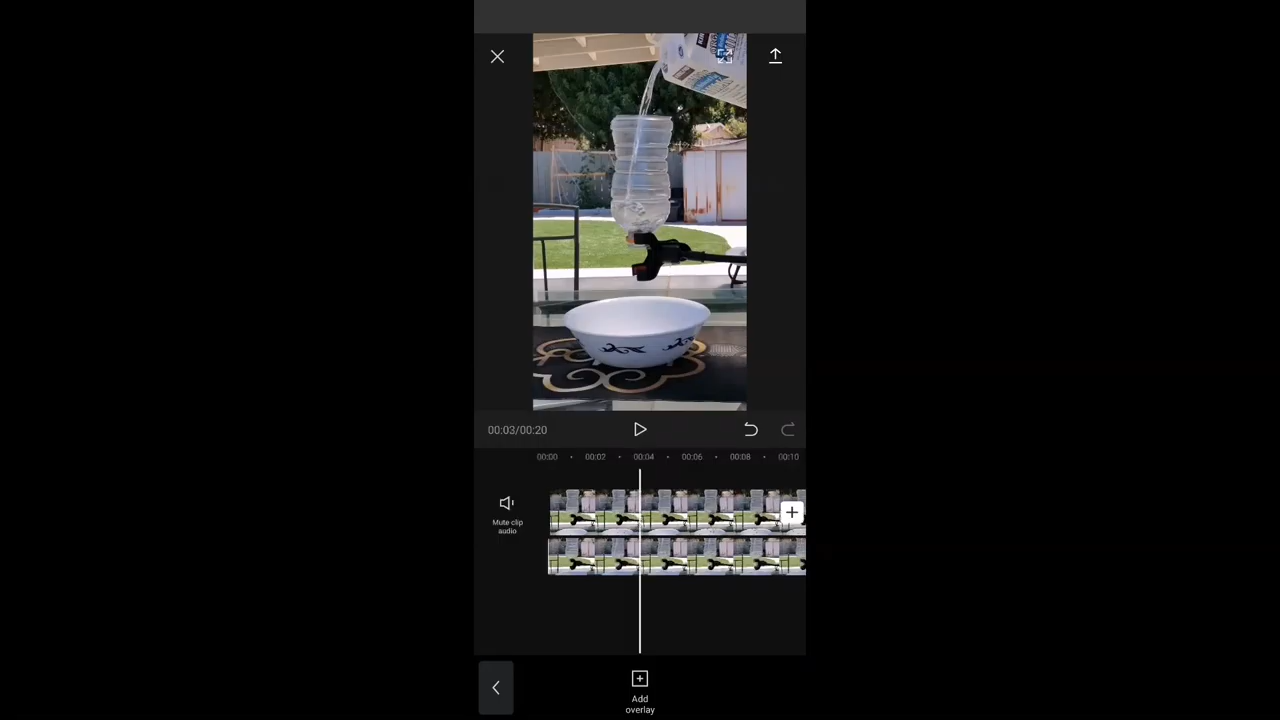 00:03/00:20
00:00 • 00:02 • 00:04 • 00:06 • 00:08 • 00:10
Mute clip
audio
Add
overlay